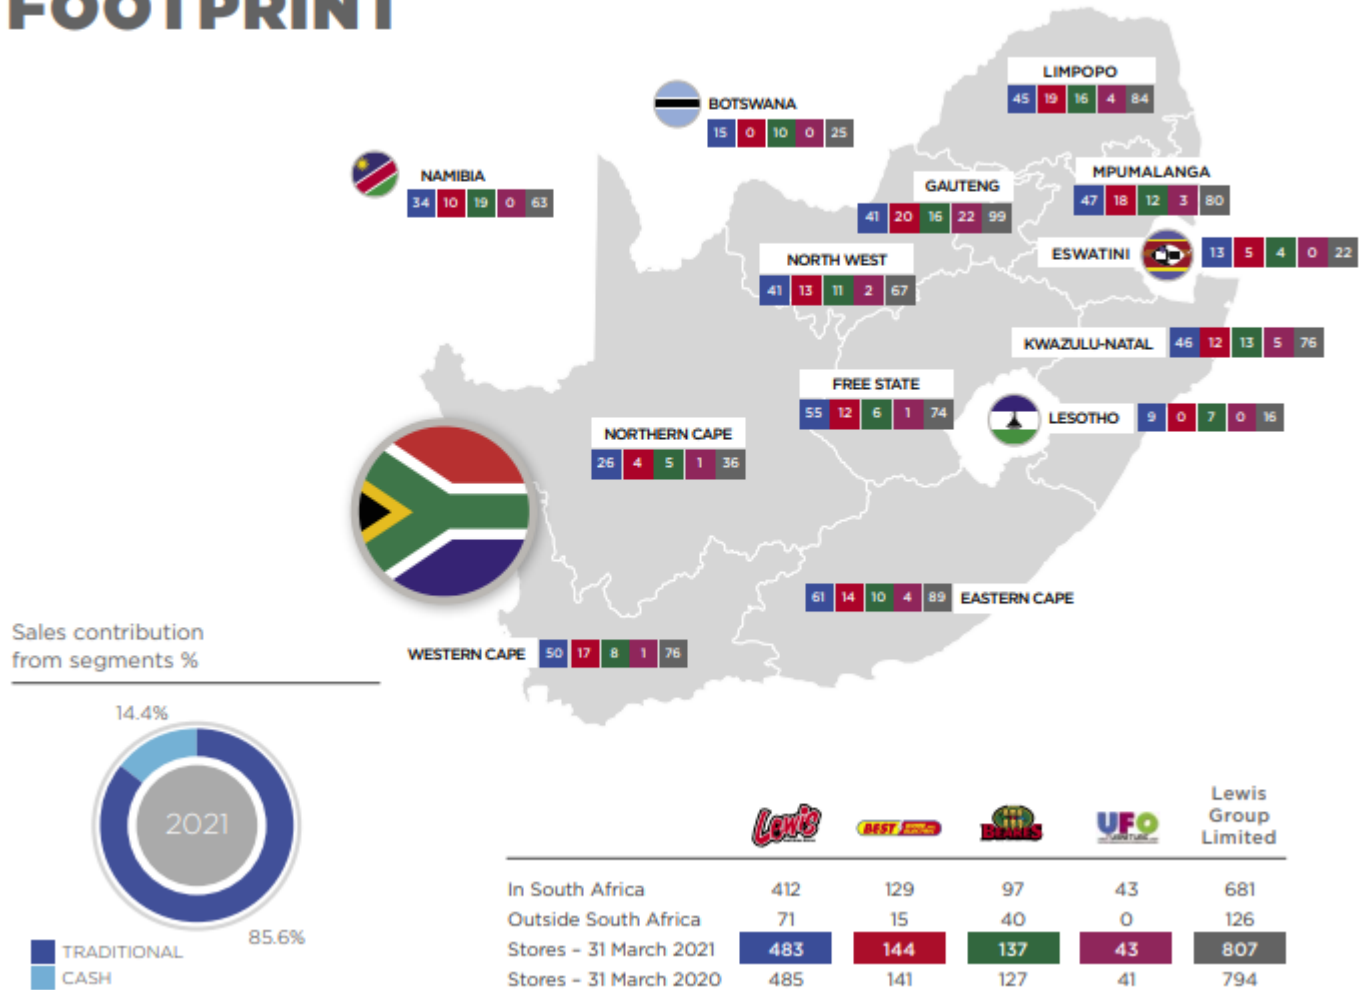 FOOTPRINT
LIMPOPO
45 19 16 4 84
BOTSWANA
15 0 10 0 25
NAMIBIA
34 10 19 0 63
GAUTENG
41 20 16 22 99
MPUMALANGA
47 18 12 3 80
ESWATINI 13 5 4 0 22
NORTH WEST
41 13 11 2 67
KWAZULU-NATAL 46 12 13 5 76
FREE STATE
55 12 6 1 74
LESOTHO 9 0 7 0 16
NORTHERN CAPE
26 4 5 1 36
61 14 10 4 89 EASTERN CAPE
WESTERN CAPE 50 17 8 1 76
Sales contribution
from segments %
14.4%
2021
85.6%
TRADITIONAL
CASH
Lewis BEST BEARES UFO Lewis
Group
Limited
In South Africa 412 129 97 43 681
Outside South Africa 71 15 40 0 126
Stores – 31 March 2021 483 144 137 43 807
Stores – 31 March 2020 485 141 127 41 794